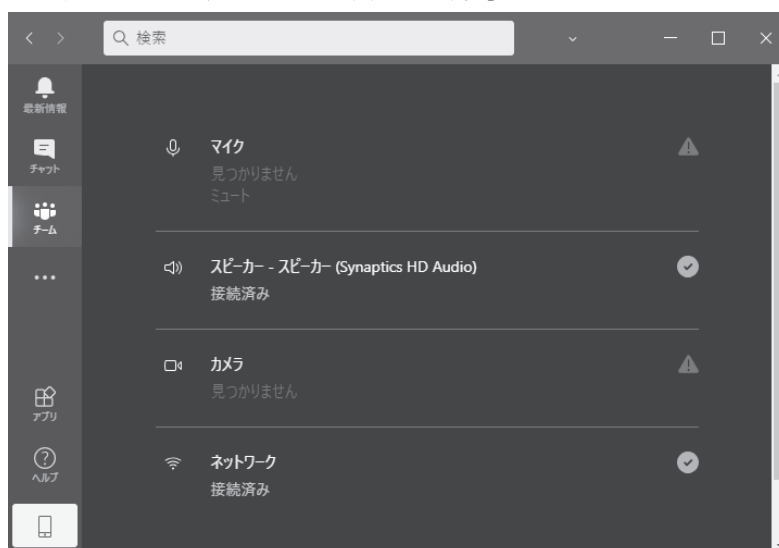 検索
最新情報
チャット
チーム
アプリ
ヘルプ
マイク
見つかりません
ミュート
スピーカー - スピーカー (Synaptics HD Audio)
接続済み
カメラ
見つかりません
ネットワーク
接続済み